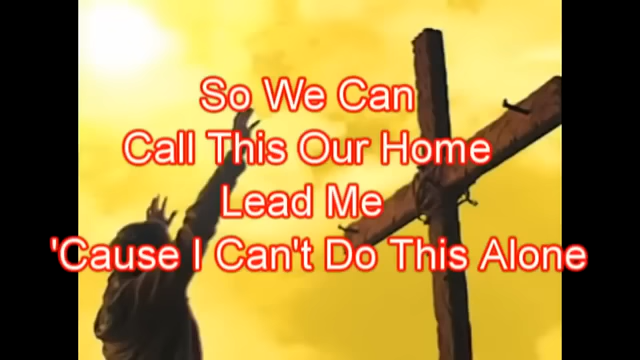 So We Can
Call This Our Home
Lead Me
'Cause I Can't Do This Alone